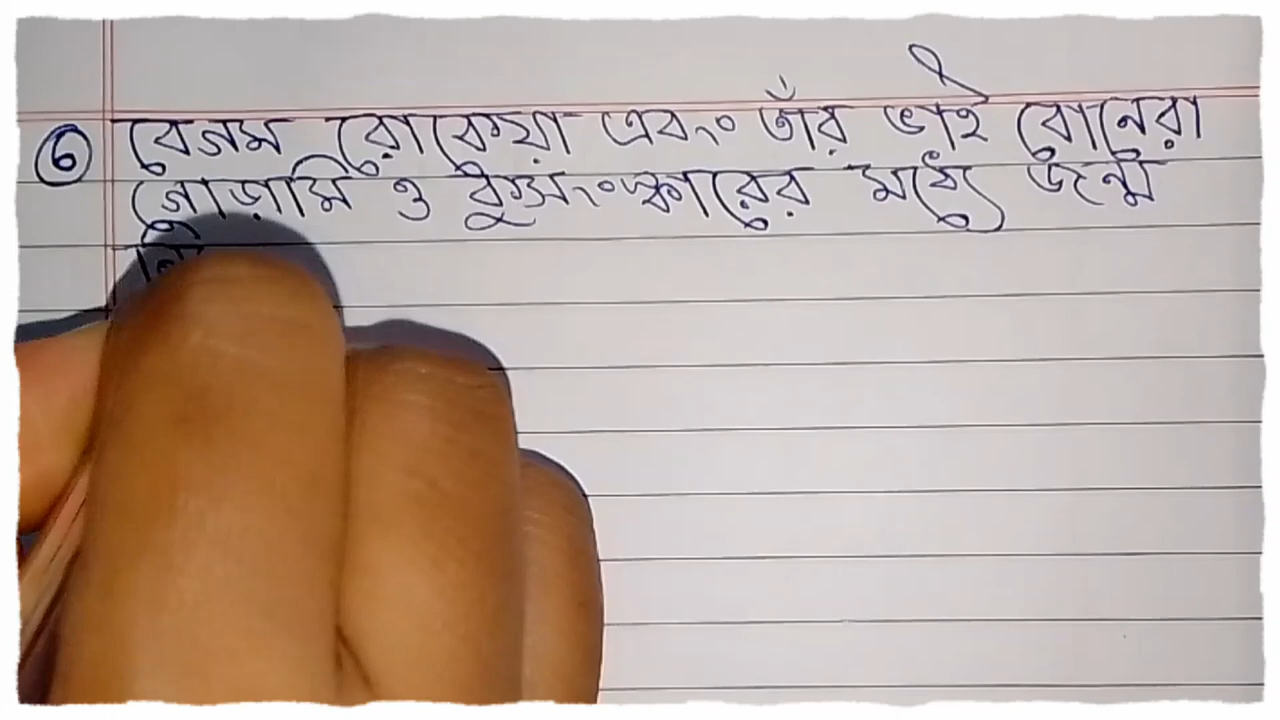 ৬ বেগম রোকেয়া এবং তাঁর ভাই বোনেরা
গোড়ামি ও কুসংস্কারের মধ্যে জন্ম